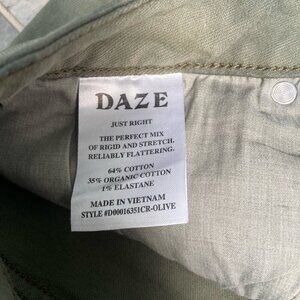 DAZE
JUST RIGHT
THE PERFECT MIX
OF RIGID AND STRETCH.
RELIABLY FLATTERING.
64% COTTON
35% ORGANIC COTTON
1% ELASTANE
MADE IN VIETNAM
STYLE #D00016351CR-OLIVE